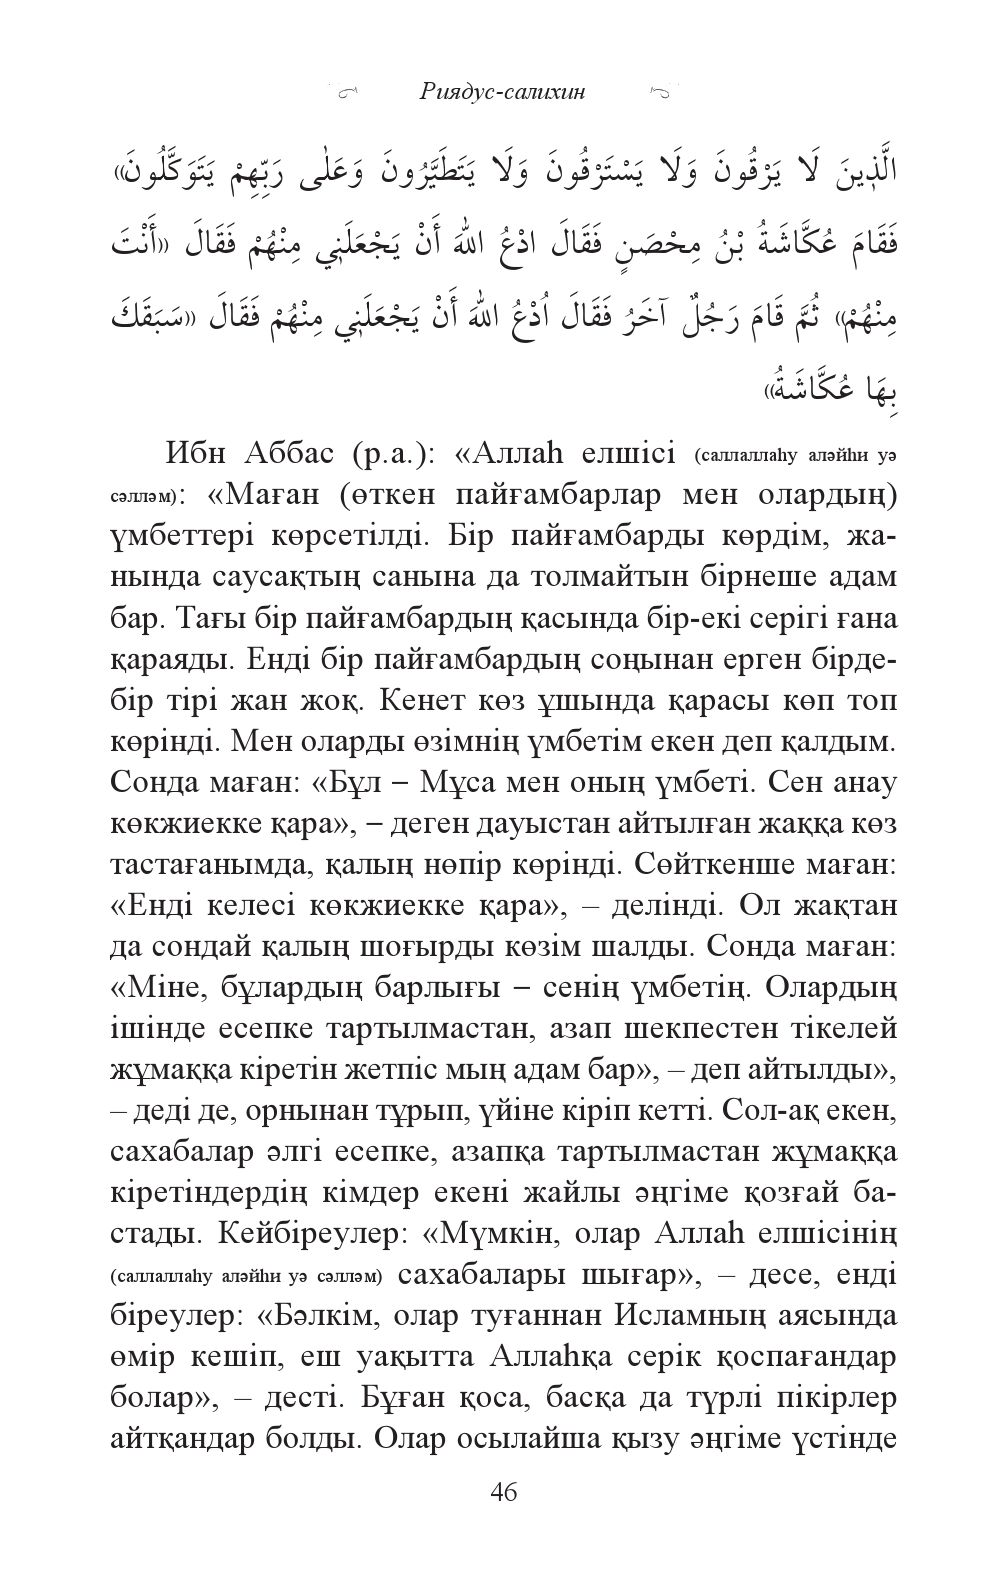 Риядус-салихин
الَّذِينَ لَا يَرْقُونَ وَلَا يَسْتَرْقُونَ وَلَا يَتَطَيَّرُونَ وَعَلٰى رَبِّهِمْ يَتَوَكَّلُونَ»
فَقَامَ عُكَّاشَةُ بْنُ مِحْصَنٍ فَقَالَ ادْعُ اللهَ أَنْ يَجْعَلَنِي مِنْهُمْ فَقَالَ «أَنْتَ
مِنْهُمْ» ثُمَّ قَامَ رَجُلٌ آخَرُ فَقَالَ اُدْعُ اللهَ أَنْ يَجْعَلَنِي مِنْهُمْ فَقَالَ «سَبَقَكَ
بِهَا عُكَّاشَةُ»
Ибн Аббас (р.а.): «Аллаһ елшісі (саллаллаһу аләйһи уә
сәлләм): «Маған (өткен пайғамбарлар мен олардың)
үмбеттері көрсетілді. Бір пайғамбарды көрдім, жа-
нында саусақтың санына да толмайтын бірнеше адам
бар. Тағы бір пайғамбардың қасында бір-екі серігі ғана
қараяды. Енді бір пайғамбардың соңынан ерген бірде-
бір тірі жан жоқ. Кенет көз ұшында қарасы көп топ
көрінді. Мен оларды өзімнің үмбетім екен деп қалдым.
Сонда маған: «Бұл – Мұса мен оның үмбеті. Сен анау
көкжиекке қара», – деген дауыстан айтылған жаққа көз
тастағанымда, қалың нөпір көрінді. Сөйткенше маған:
«Енді келесі көкжиекке қара», – делінді. Ол жақтан
да сондай қалың шоғырды көзім шалды. Сонда маған:
«Міне, бұлардың барлығы – сенің үмбетің. Олардың
ішінде есепке тартылмастан, азап шекпестен тікелей
жұмаққа кіретін жетпіс мың адам бар», – деп айтылды»,
– деді де, орнынан тұрып, үйіне кіріп кетті. Сол-ақ екен,
сахабалар әлгі есепке, азапқа тартылмастан жұмаққа
кіретіндердің кімдер екені жайлы әңгіме қозғай ба-
стады. Кейбіреулер: «Мүмкін, олар Аллаһ елшісінің
(саллаллаһу аләйһи уә сәлләм) сахабалары шығар», – десе, енді
біреулер: «Бәлкім, олар туғаннан Исламның аясында
өмір кешіп, еш уақытта Аллаһқа серік қоспағандар
болар», – десті. Бұған қоса, басқа да түрлі пікірлер
айтқандар болды. Олар осылайша қызу әңгіме үстінде
46